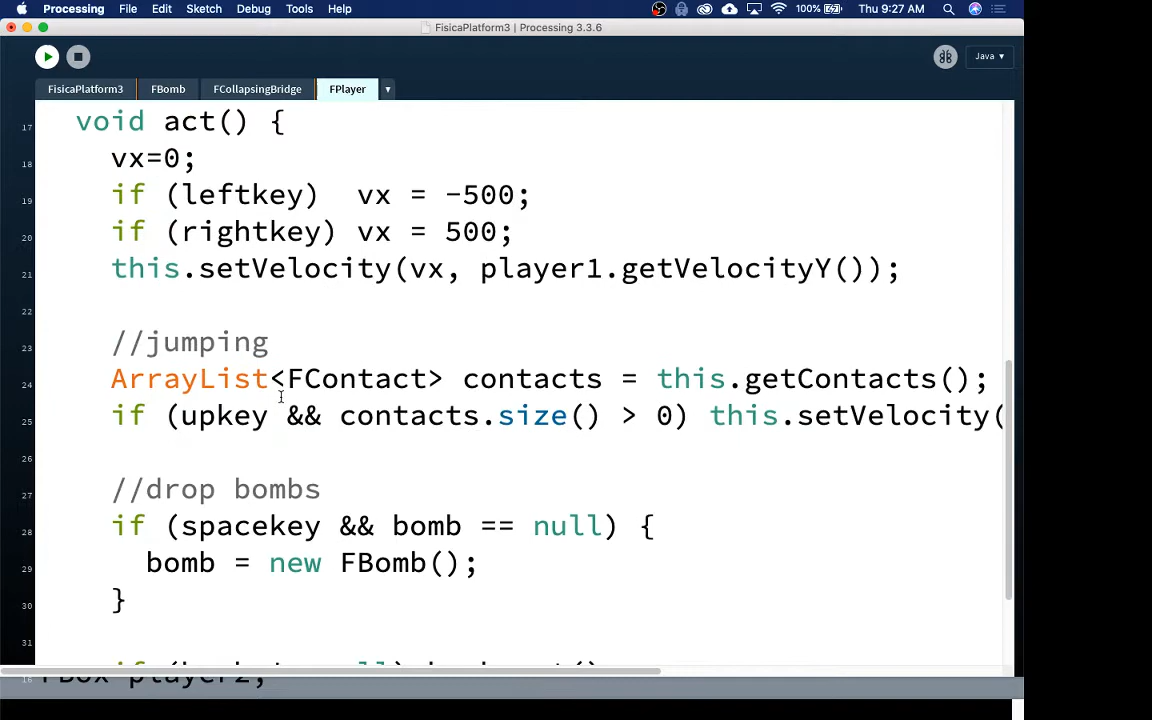 Processing File Edit Sketch Debug Tools Help 100% Thu 9:27 AM
FisicaPlatform3 | Processing 3.3.6
Java ▾
FisicaPlatform3 FBomb FCollapsingBridge FPlayer ▾
17 void act() {
18 vx=0;
19 if (leftkey)  vx = -500;
20 if (rightkey) vx = 500;
21 this.setVelocity(vx, player1.getVelocityY());
22
23 //jumping
24 ArrayList<FContact> contacts = this.getContacts();
25 if (upkey && contacts.size() > 0) this.setVelocity(
26
27 //drop bombs
28 if (spacekey && bomb == null) {
29 bomb = new FBomb();
30 }
31
16 FBox player2;